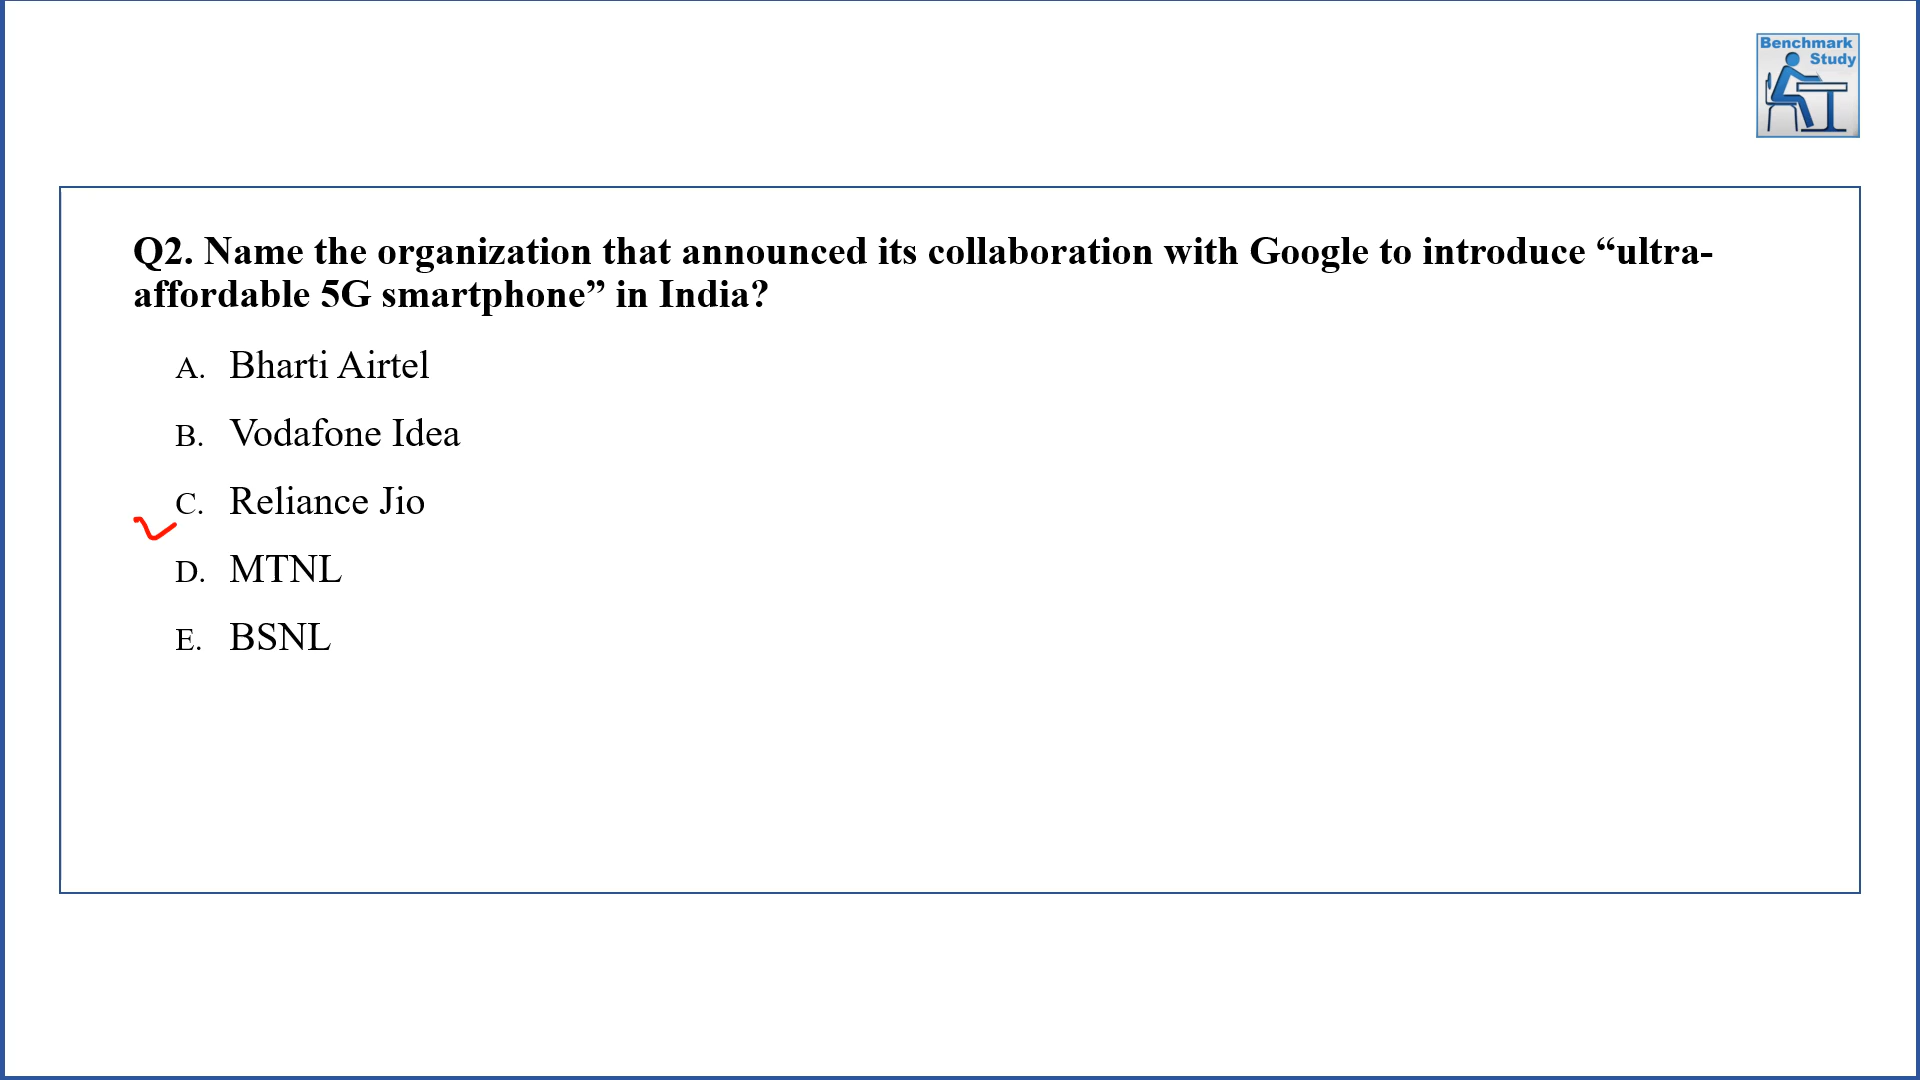 Benchmark
Study
Q2. Name the organization that announced its collaboration with Google to introduce “ultra-
affordable 5G smartphone” in India?
A. Bharti Airtel
B. Vodafone Idea
C. Reliance Jio
D. MTNL
E. BSNL